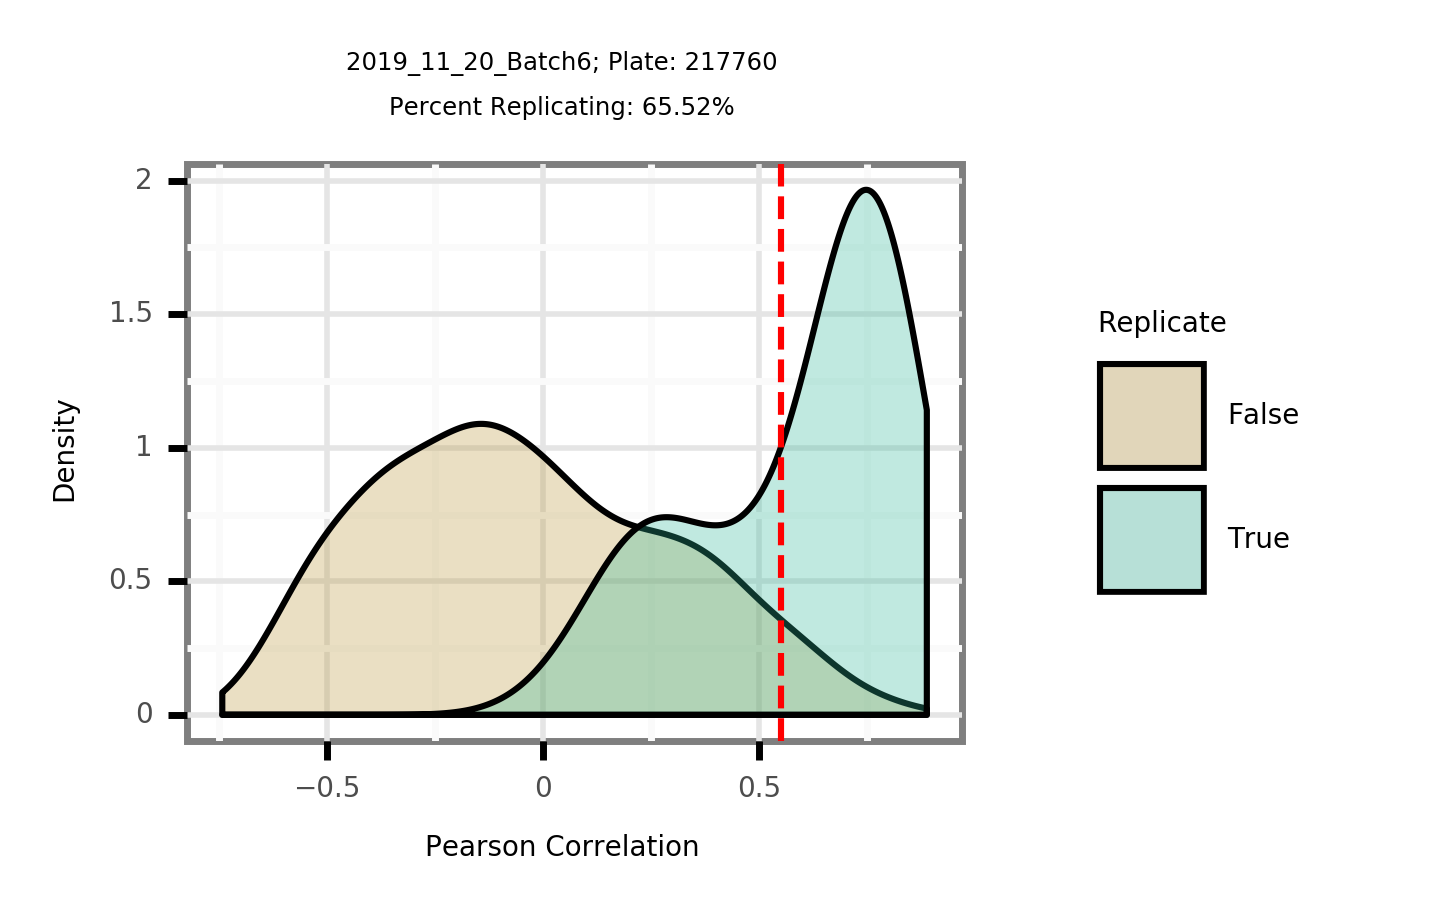 2019_11_20_Batch6; Plate: 217760
Percent Replicating: 65.52%
2
1.5
1
0.5
0
Density
−0.5
0
0.5
Pearson Correlation
Replicate
False
True